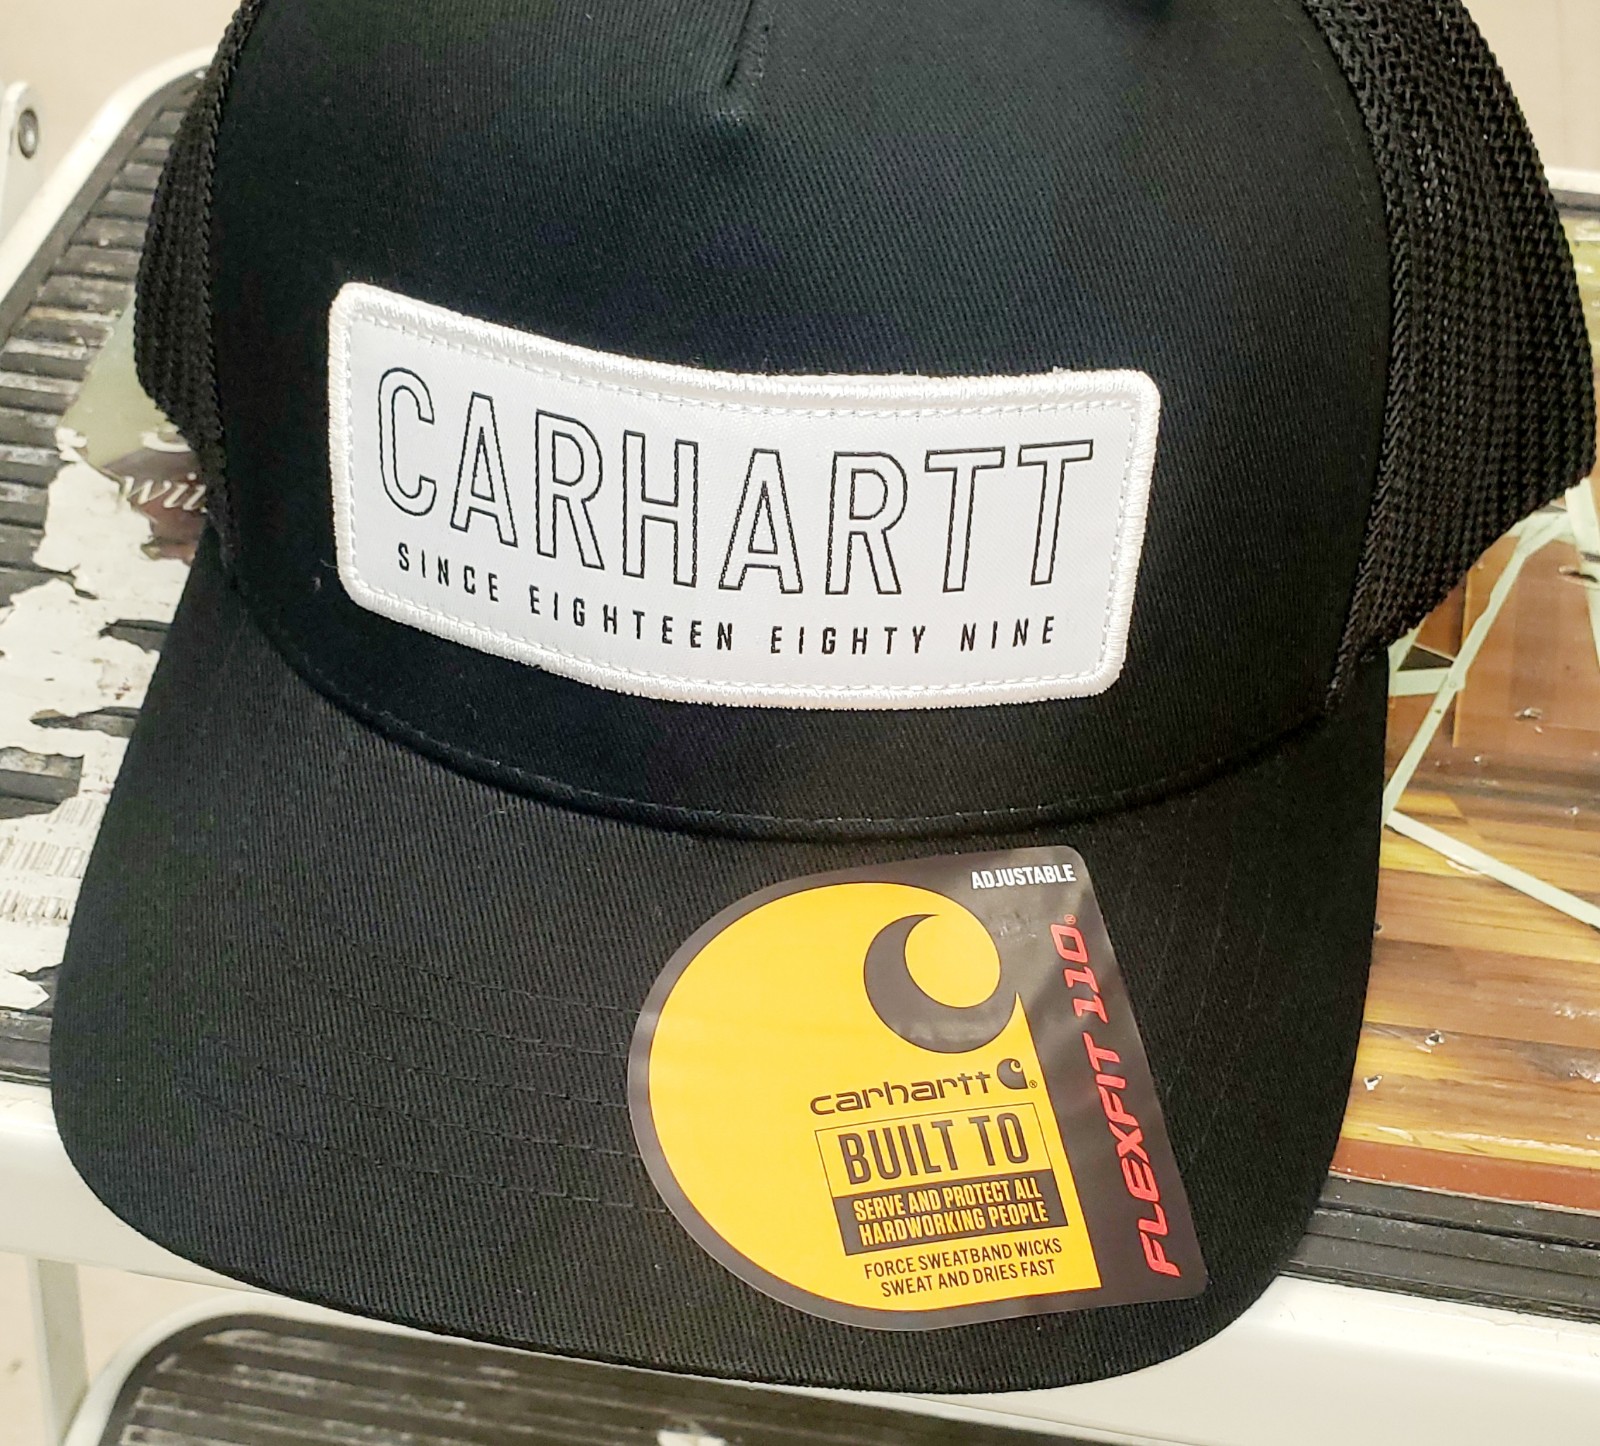 CARHARTT
SINCE EIGHTEEN EIGHTY NINE
ADJUSTABLE
FLEXFIT 110®
carhartt®
BUILT TO
SERVE AND PROTECT ALL
HARDWORKING PEOPLE
FORCE SWEATBAND WICKS
SWEAT AND DRIES FAST